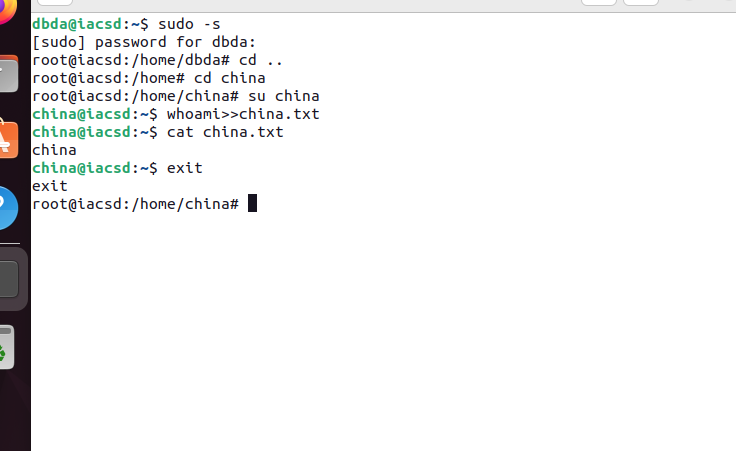 dbda@iacsd:~$ sudo -s
[sudo] password for dbda:
root@iacsd:/home/dbda# cd ..
root@iacsd:/home# cd china
root@iacsd:/home/china# su china
china@iacsd:~$ whoami>>china.txt
china@iacsd:~$ cat china.txt
china
china@iacsd:~$ exit
exit
root@iacsd:/home/china#